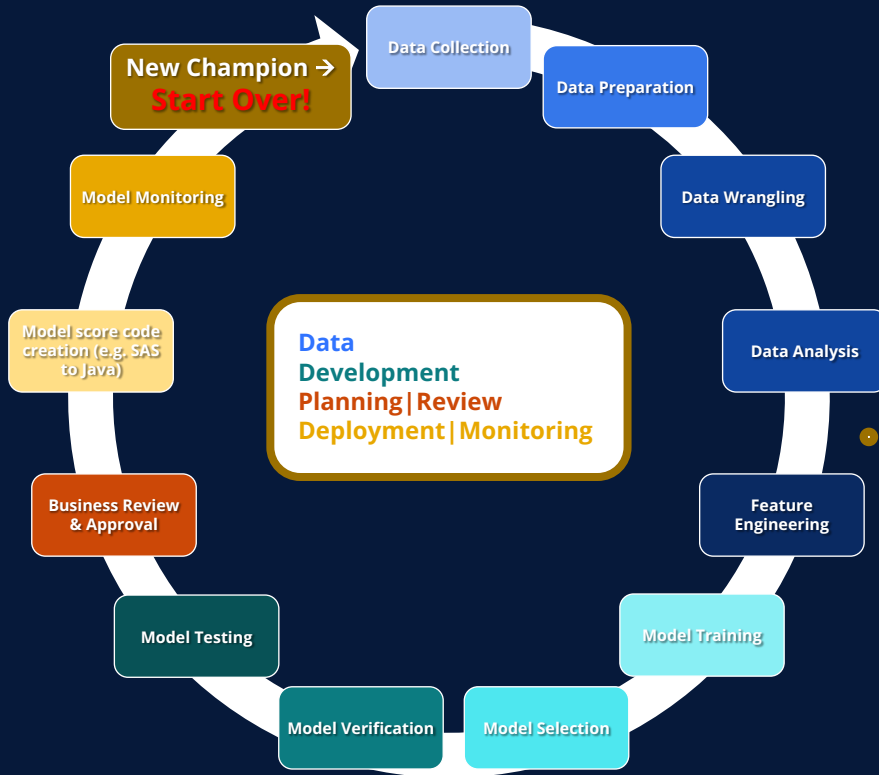 Data Collection
Data Preparation
Data Wrangling
Data Analysis
Feature
Engineering
Model Training
Model Selection
Model Verification
Model Testing
Business Review
& Approval
Model score code
creation (e.g. SAS
to Java)
Model Monitoring
New Champion →
Start Over!
Data
Development
Planning|Review
Deployment|Monitoring